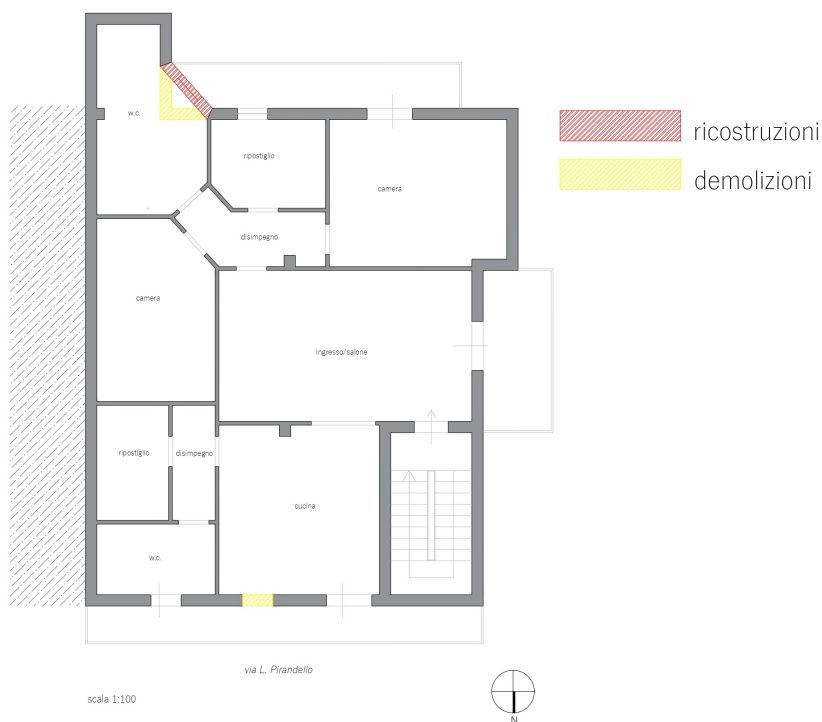 w.c.
ricostruzioni
ripostiglio
demolizioni
camera
disimpegno
camera
ingresso/salone
ripostiglio
disimpegno
cucina
w.c.
via L. Pirandello
scala 1:100
N